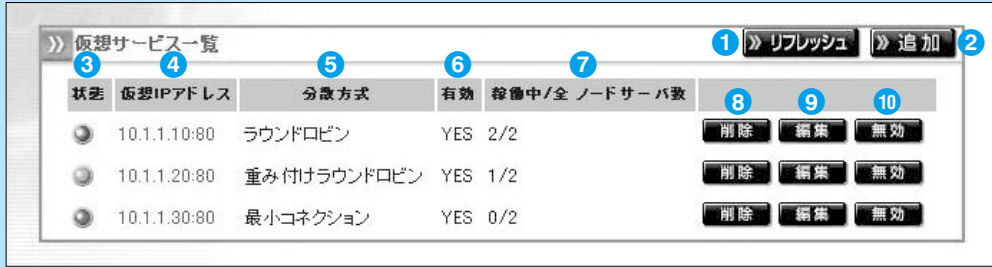 仮想サービス一覧 1 リフレッシュ 追加 2
3 4 5 6 7
状態 仮想IPアドレス 分散方式 有効 稼働中/全 ノードサーバ数 8 9 10
10.1.1.10:80 ラウンドロビン YES 2/2 削除 編集 無効
10.1.1.20:80 重み付けラウンドロビン YES 1/2 削除 編集 無効
10.1.1.30:80 最小コネクション YES 0/2 削除 編集 無効